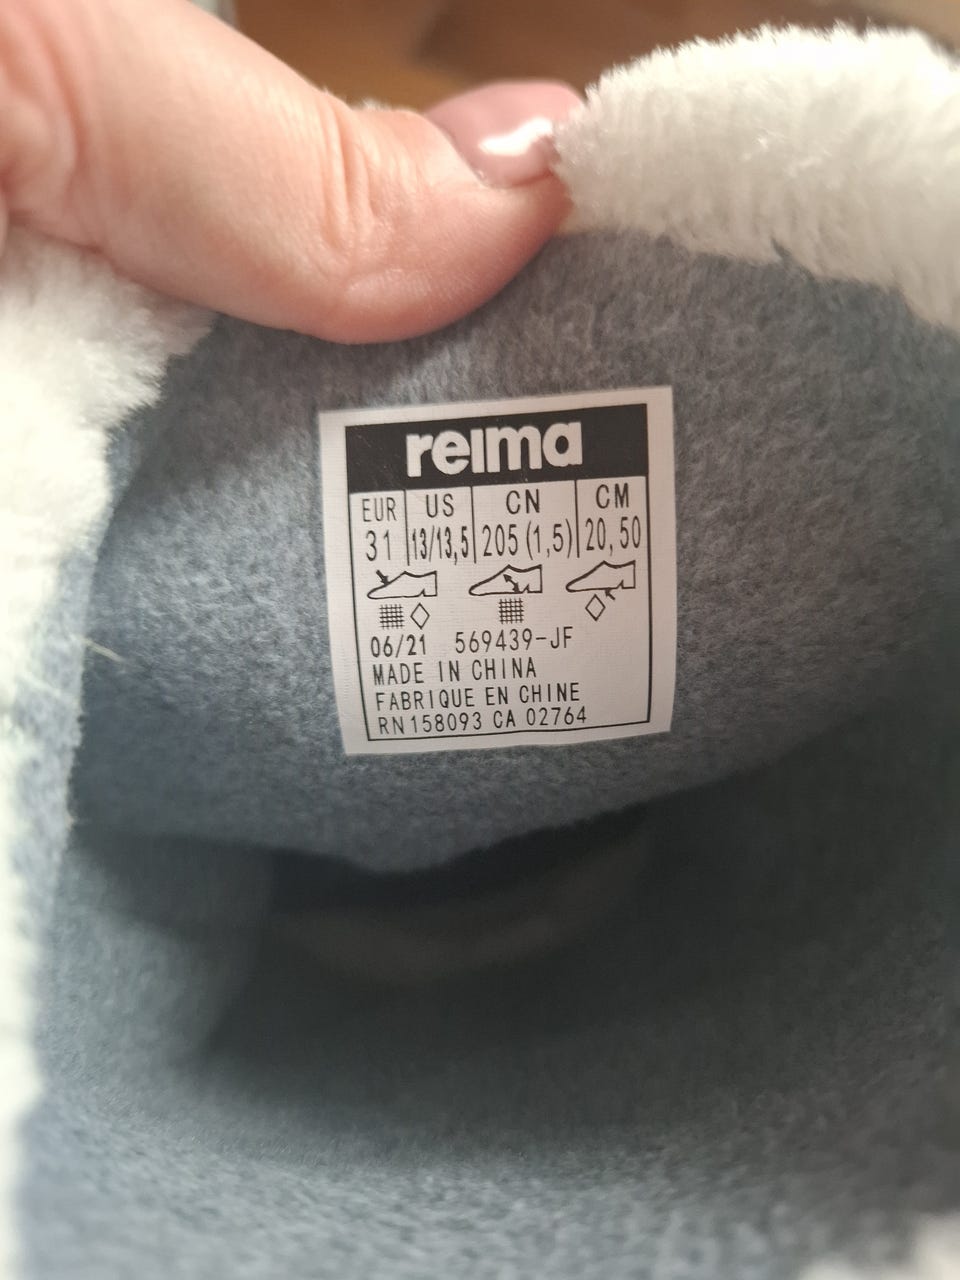 reima
EUR US CN CM
31 13/13,5 205 (1,5) 20,50
06/21 569439-JF
MADE IN CHINA
FABRIQUE EN CHINE
RN158093 CA 02764